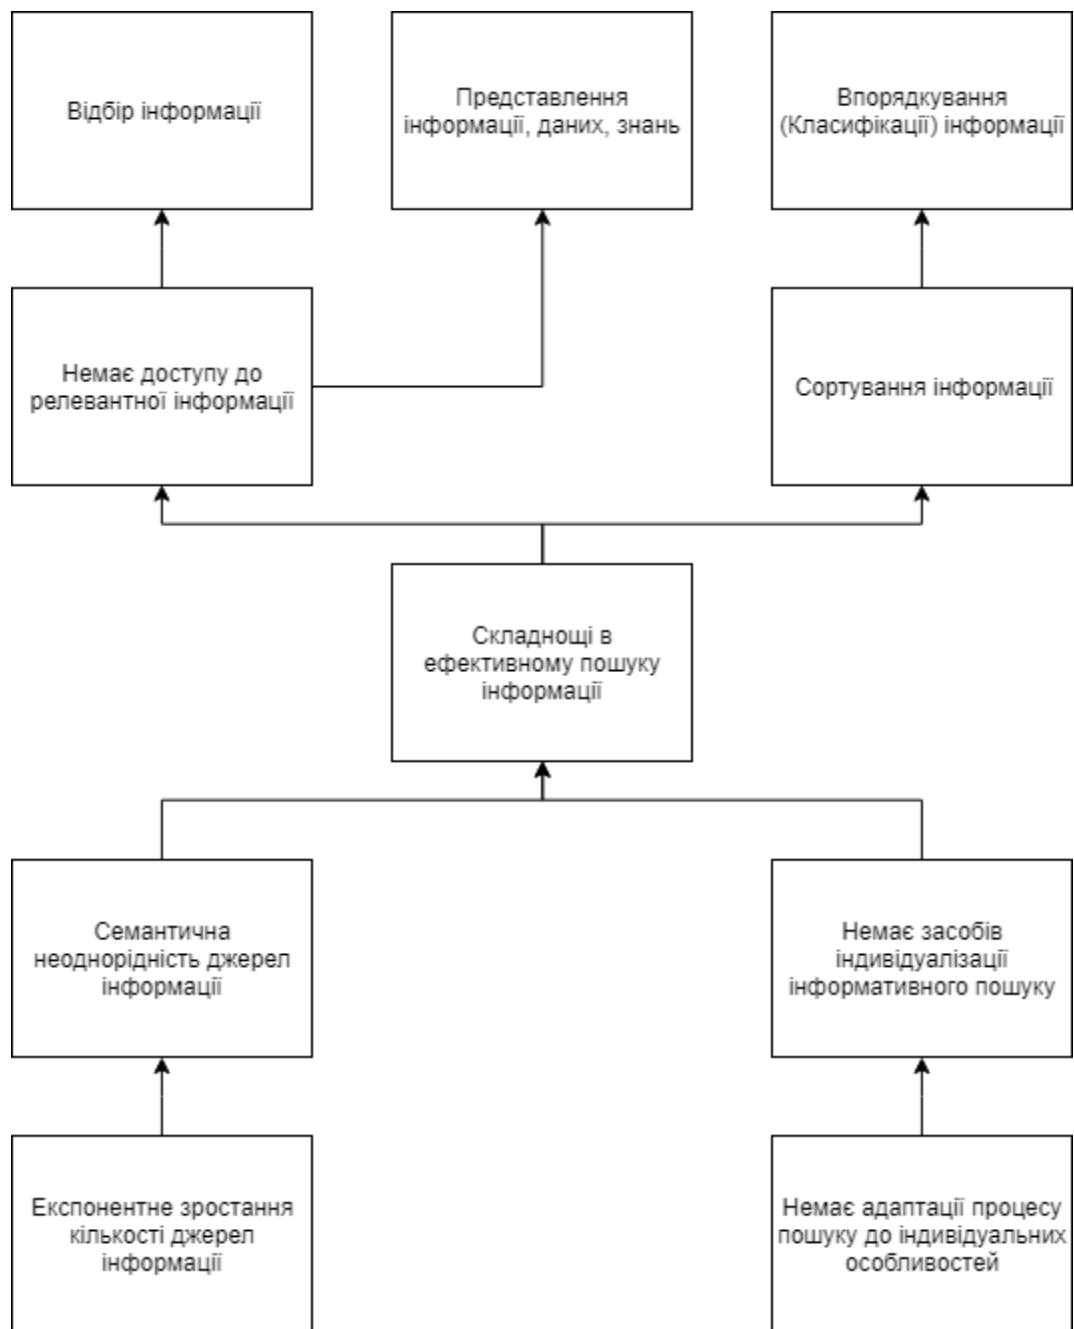 Відбір інформації
Представлення
інформації, даних, знань
Впорядкування
(Класифікації) інформації
Немає доступу до
релевантної інформації
Сортування інформації
Складнощі в
ефективному пошуку
інформації
Семантична
неоднорідність джерел
інформації
Немає засобів
індивідуалізації
інформативного пошуку
Експонентне зростання
кількості джерел
інформації
Немає адаптації процесу
пошуку до індивідуальних
особливостей